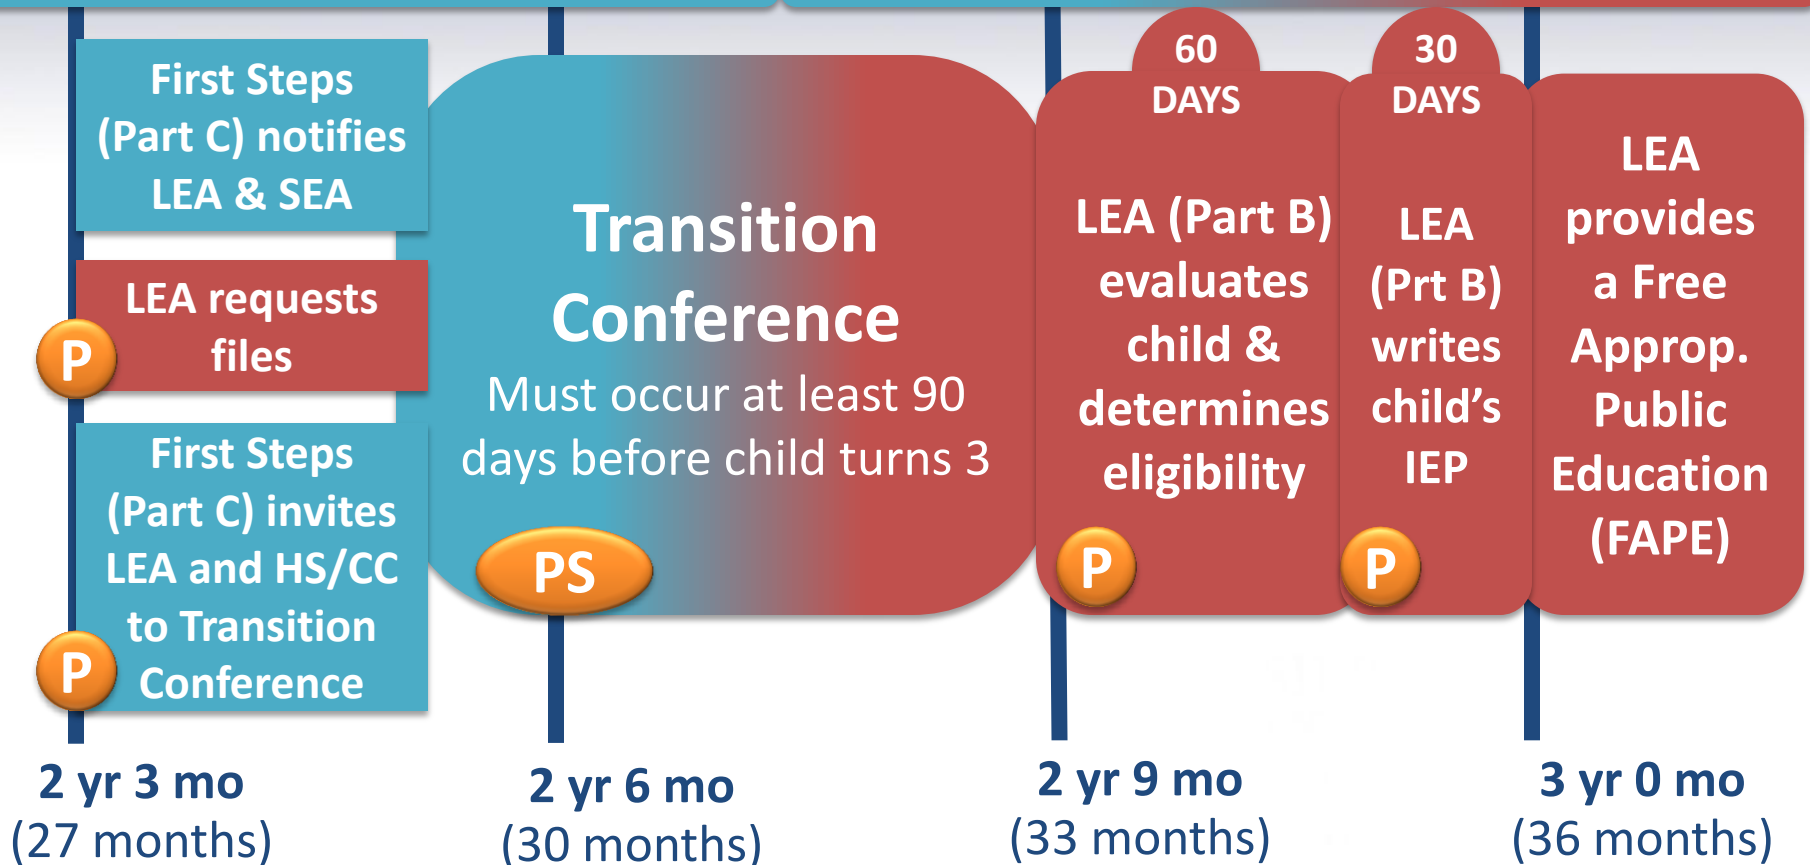 First Steps
(Part C) notifies
LEA & SEA
LEA requests
files
P
First Steps
(Part C) invites
LEA and HS/CC
to Transition
Conference
P
Transition
Conference
Must occur at least 90
days before child turns 3
PS
60
DAYS
LEA (Part B)
evaluates
child &
determines
eligibility
P
30
DAYS
LEA
(Prt B)
writes
child’s
IEP
P
LEA
provides
a Free
Approp.
Public
Education
(FAPE)
2 yr 3 mo
(27 months)
2 yr 6 mo
(30 months)
2 yr 9 mo
(33 months)
3 yr 0 mo
(36 months)